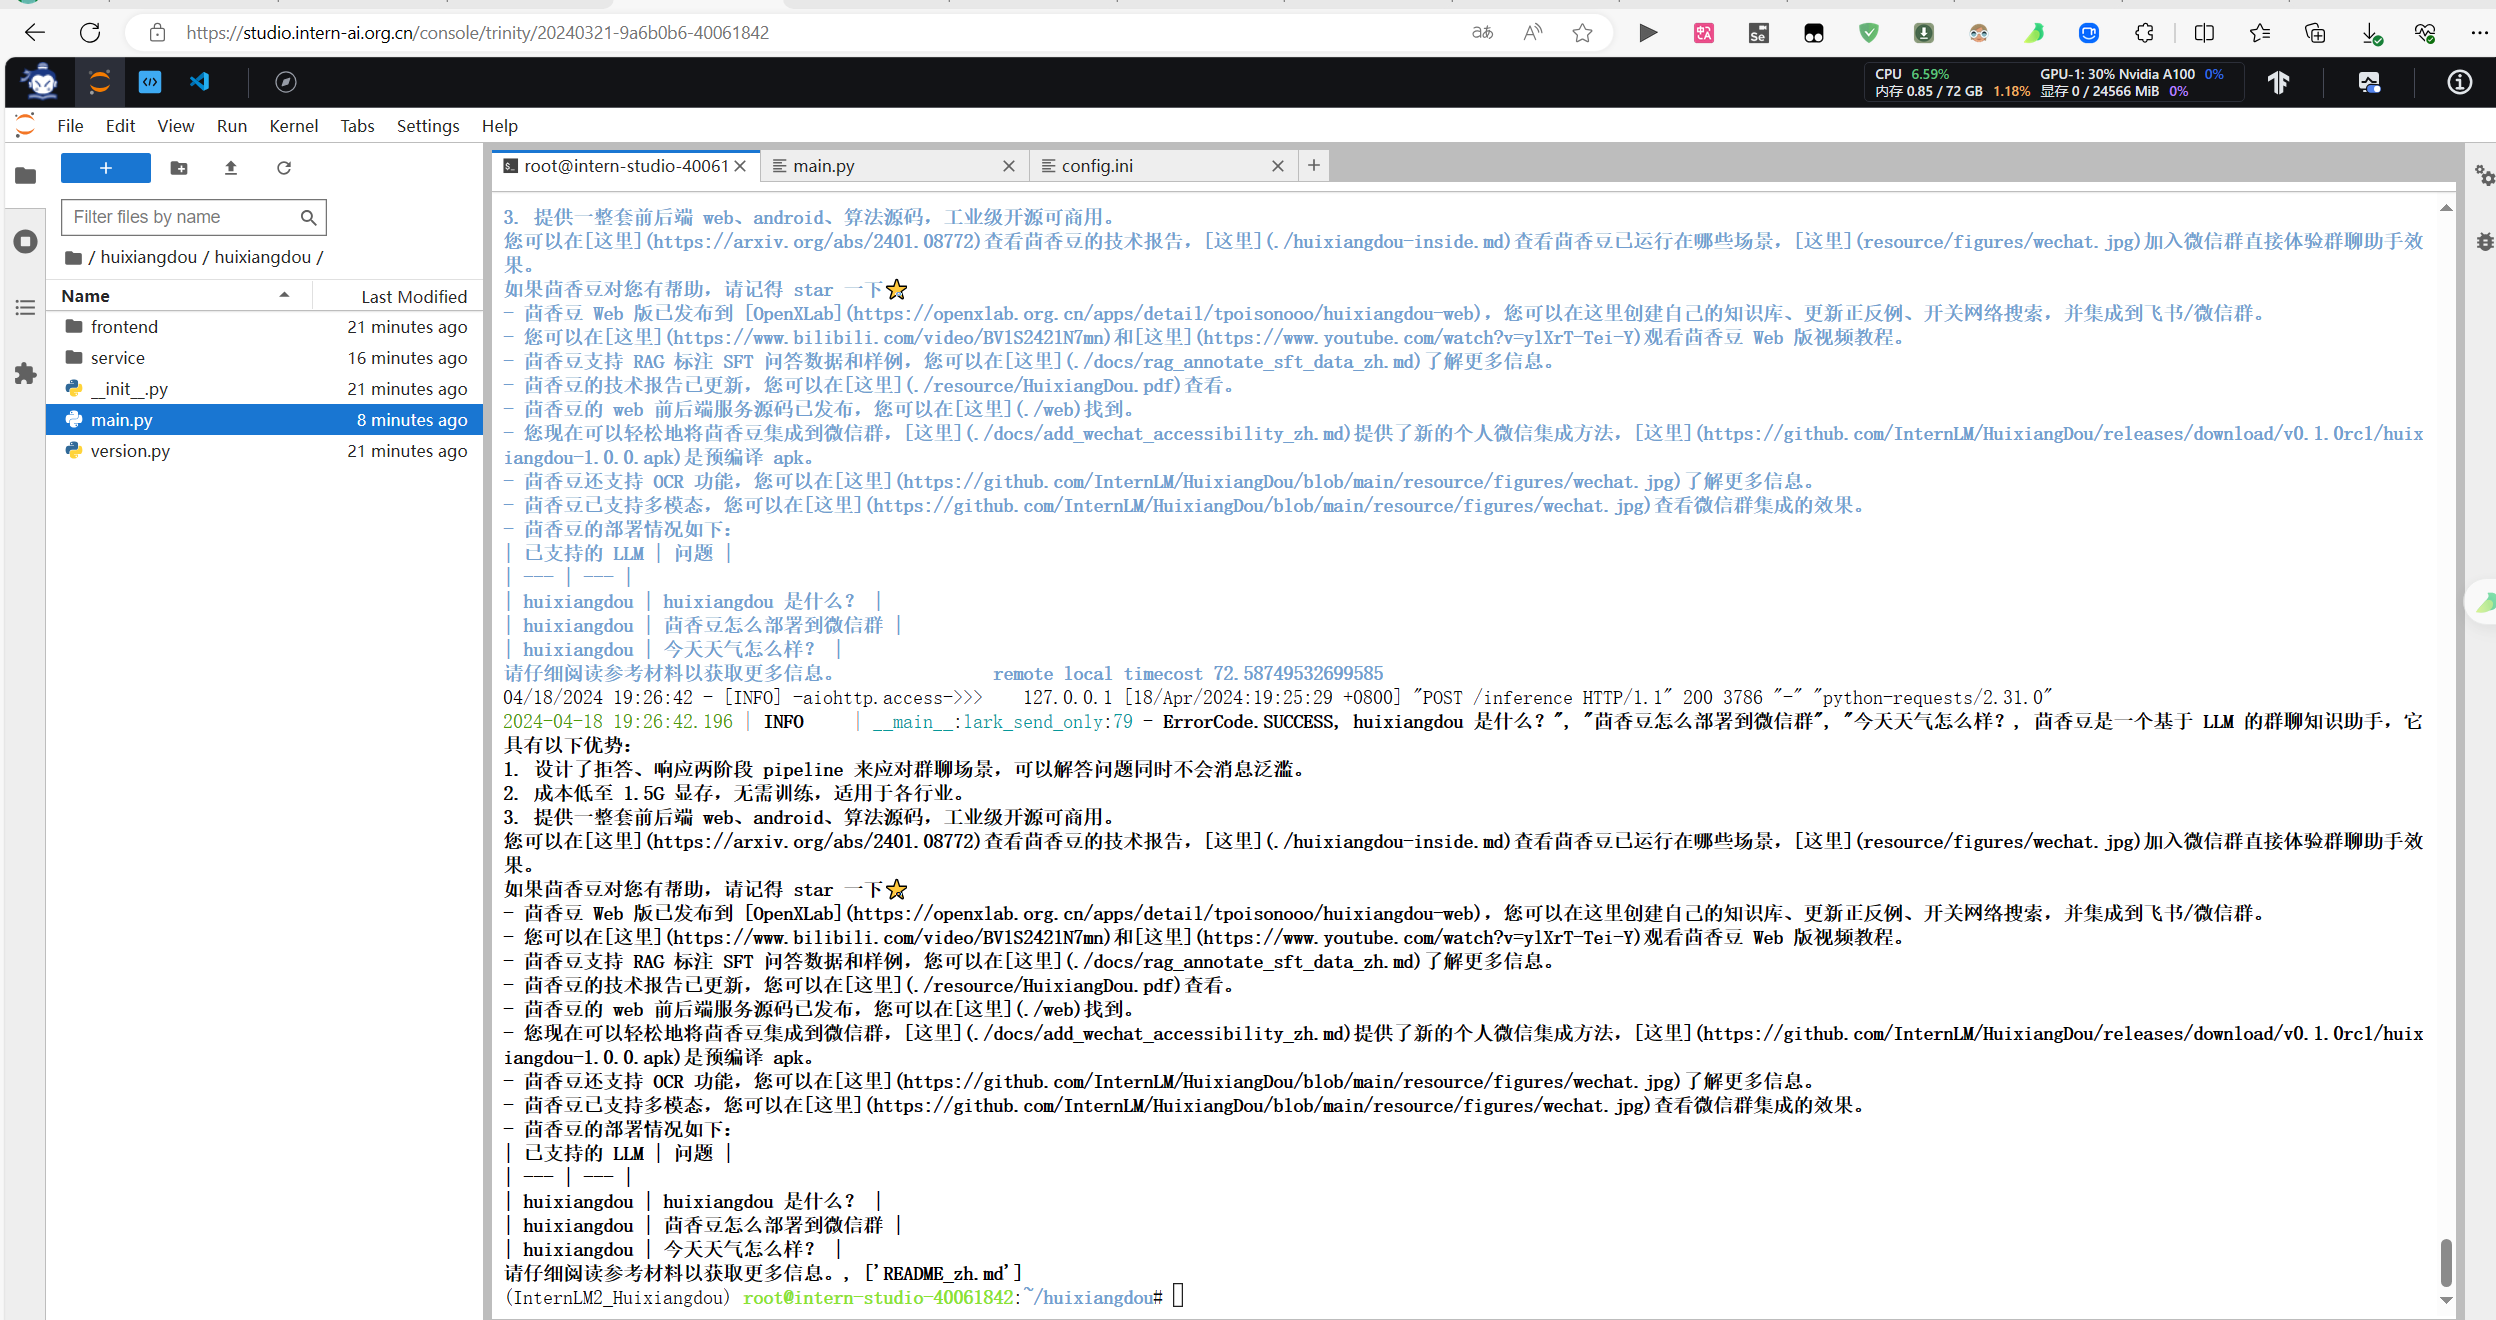 https://studio.intern-ai.org.cn/console/trinity/20240321-9a6b0b6-40061842
CPU 6.59% GPU-1: 30% Nvidia A100 0%
内存 0.85 / 72 GB 1.18% 显存 0 / 24566 MiB 0%
File Edit View Run Kernel Tabs Settings Help
root@intern-studio-40061 main.py config.ini
Filter files by name
/ huixiangdou / huixiangdou /
Name Last Modified
frontend 21 minutes ago
service 16 minutes ago
__init__.py 21 minutes ago
main.py 8 minutes ago
version.py 21 minutes ago
3. 提供一整套前后端 web、android、算法源码，工业级开源可商用。
您可以在[这里](https://arxiv.org/abs/2401.08772)查看茴香豆的技术报告，[这里](./huixiangdou-inside.md)查看茴香豆已运行在哪些场景，[这里](resource/figures/wechat.jpg)加入微信群直接体验群聊助手效
果。
如果茴香豆对您有帮助，请记得 star 一下⭐
- 茴香豆 Web 版已发布到 [OpenXLab](https://openxlab.org.cn/apps/detail/tpoisonooo/huixiangdou-web)，您可以在这里创建自己的知识库、更新正反例、开关网络搜索，并集成到飞书/微信群。
- 您可以在[这里](https://www.bilibili.com/video/BV1S2421N7mn)和[这里](https://www.youtube.com/watch?v=ylXrT-Tei-Y)观看茴香豆 Web 版视频教程。
- 茴香豆支持 RAG 标注 SFT 问答数据和样例，您可以在[这里](./docs/rag_annotate_sft_data_zh.md)了解更多信息。
- 茴香豆的技术报告已更新，您可以在[这里](./resource/HuixiangDou.pdf)查看。
- 茴香豆的 web 前后端服务源码已发布，您可以在[这里](./web)找到。
- 您现在可以轻松地将茴香豆集成到微信群，[这里](./docs/add_wechat_accessibility_zh.md)提供了新的个人微信集成方法，[这里](https://github.com/InternLM/HuixiangDou/releases/download/v0.1.0rc1/huix
iangdou-1.0.0.apk)是预编译 apk。
- 茴香豆还支持 OCR 功能，您可以在[这里](https://github.com/InternLM/HuixiangDou/blob/main/resource/figures/wechat.jpg)了解更多信息。
- 茴香豆已支持多模态，您可以在[这里](https://github.com/InternLM/HuixiangDou/blob/main/resource/figures/wechat.jpg)查看微信群集成的效果。
- 茴香豆的部署情况如下：
| 已支持的 LLM | 问题 |
| --- | --- |
| huixiangdou | huixiangdou 是什么？ |
| huixiangdou | 茴香豆怎么部署到微信群 |
| huixiangdou | 今天天气怎么样？ |
请仔细阅读参考材料以获取更多信息。 remote local timecost 72.58749532699585
04/18/2024 19:26:42 - [INFO] -aiohttp.access->>> 127.0.0.1 [18/Apr/2024:19:25:29 +0800] "POST /inference HTTP/1.1" 200 3786 "-" "python-requests/2.31.0"
2024-04-18 19:26:42.196 | INFO | __main__:lark_send_only:79 - ErrorCode.SUCCESS, huixiangdou 是什么？", "茴香豆怎么部署到微信群", "今天天气怎么样？, 茴香豆是一个基于 LLM 的群聊知识助手，它
具有以下优势：
1. 设计了拒答、响应两阶段 pipeline 来应对群聊场景，可以解答问题同时不会消息泛滥。
2. 成本低至 1.5G 显存，无需训练，适用于各行业。
3. 提供一整套前后端 web、android、算法源码，工业级开源可商用。
您可以在[这里](https://arxiv.org/abs/2401.08772)查看茴香豆的技术报告，[这里](./huixiangdou-inside.md)查看茴香豆已运行在哪些场景，[这里](resource/figures/wechat.jpg)加入微信群直接体验群聊助手效
果。
如果茴香豆对您有帮助，请记得 star 一下⭐
- 茴香豆 Web 版已发布到 [OpenXLab](https://openxlab.org.cn/apps/detail/tpoisonooo/huixiangdou-web)，您可以在这里创建自己的知识库、更新正反例、开关网络搜索，并集成到飞书/微信群。
- 您可以在[这里](https://www.bilibili.com/video/BV1S2421N7mn)和[这里](https://www.youtube.com/watch?v=ylXrT-Tei-Y)观看茴香豆 Web 版视频教程。
- 茴香豆支持 RAG 标注 SFT 问答数据和样例，您可以在[这里](./docs/rag_annotate_sft_data_zh.md)了解更多信息。
- 茴香豆的技术报告已更新，您可以在[这里](./resource/HuixiangDou.pdf)查看。
- 茴香豆的 web 前后端服务源码已发布，您可以在[这里](./web)找到。
- 您现在可以轻松地将茴香豆集成到微信群，[这里](./docs/add_wechat_accessibility_zh.md)提供了新的个人微信集成方法，[这里](https://github.com/InternLM/HuixiangDou/releases/download/v0.1.0rc1/huix
iangdou-1.0.0.apk)是预编译 apk。
- 茴香豆还支持 OCR 功能，您可以在[这里](https://github.com/InternLM/HuixiangDou/blob/main/resource/figures/wechat.jpg)了解更多信息。
- 茴香豆已支持多模态，您可以在[这里](https://github.com/InternLM/HuixiangDou/blob/main/resource/figures/wechat.jpg)查看微信群集成的效果。
- 茴香豆的部署情况如下：
| 已支持的 LLM | 问题 |
| --- | --- |
| huixiangdou | huixiangdou 是什么？ |
| huixiangdou | 茴香豆怎么部署到微信群 |
| huixiangdou | 今天天气怎么样？ |
请仔细阅读参考材料以获取更多信息。, ['README_zh.md']
(InternLM2_Huixiangdou) root@intern-studio-40061842:~/huixiangdou#